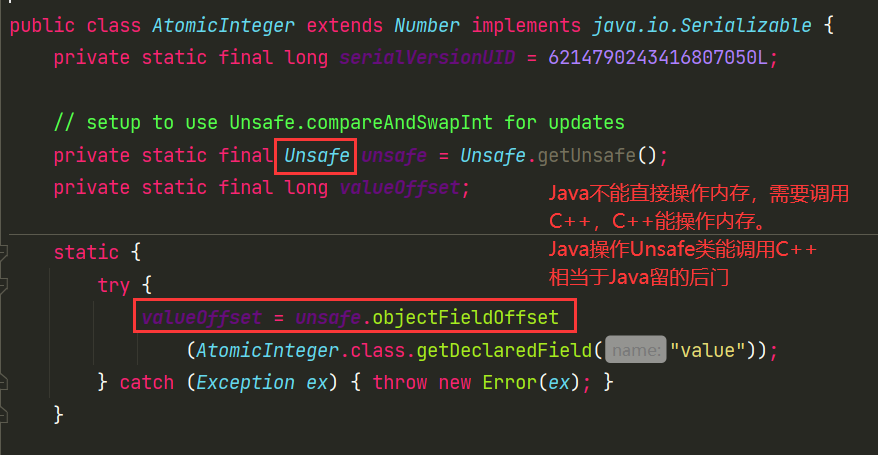 public class AtomicInteger extends Number implements java.io.Serializable {
private static final long serialVersionUID = 6214790243416807050L;
// setup to use Unsafe.compareAndSwapInt for updates
private static final Unsafe unsafe = Unsafe.getUnsafe();
private static final long valueOffset;
Java不能直接操作内存，需要调用
C++，C++能操作内存。
Java操作Unsafe类能调用C++
相当于Java留的后门
static {
try {
valueOffset = unsafe.objectFieldOffset
(AtomicInteger.class.getDeclaredField( name: "value"));
} catch (Exception ex) { throw new Error(ex); }
}